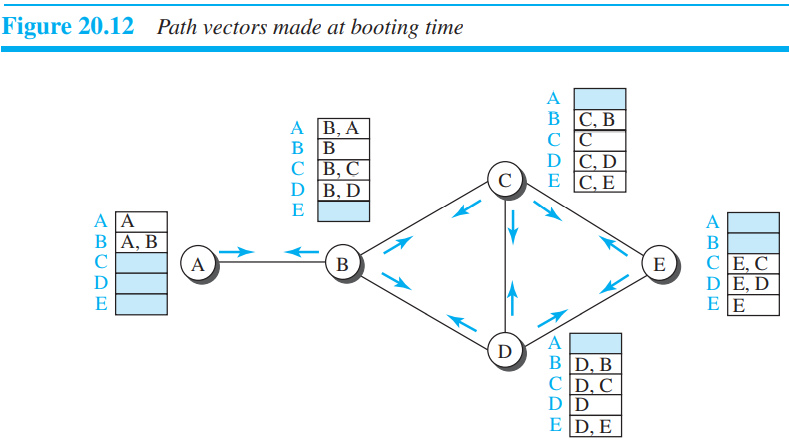 Figure 20.12 Path vectors made at booting time
A B, A
B B
C B, C
D B, D
E
A
B C, B
C C
D C, D
E C, E
A A
B A, B
C
D
E
A
B
C E, C
D E, D
E E
A
B
C
D
E
A
B D, B
C D, C
D D
E D, E